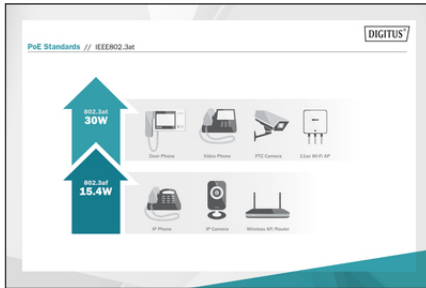 DIGITUS®
PoE Standards // IEEE802.3at
802.3at
30W
Door Phone Video Phone PTZ Camera 11ac Wi-Fi AP
802.3af
15.4W
IP Phone IP Camera Wireless AP/Router